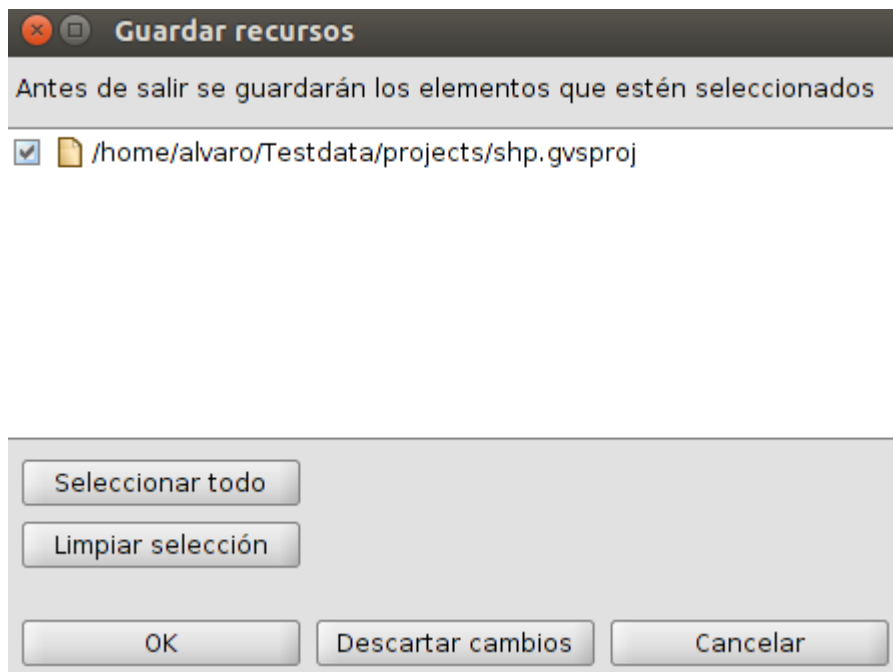 Guardar recursos
Antes de salir se guardarán los elementos que estén seleccionados
/home/alvaro/Testdata/projects/shp.gvsproj
Seleccionar todo
Limpiar selección
OK Descartar cambios Cancelar